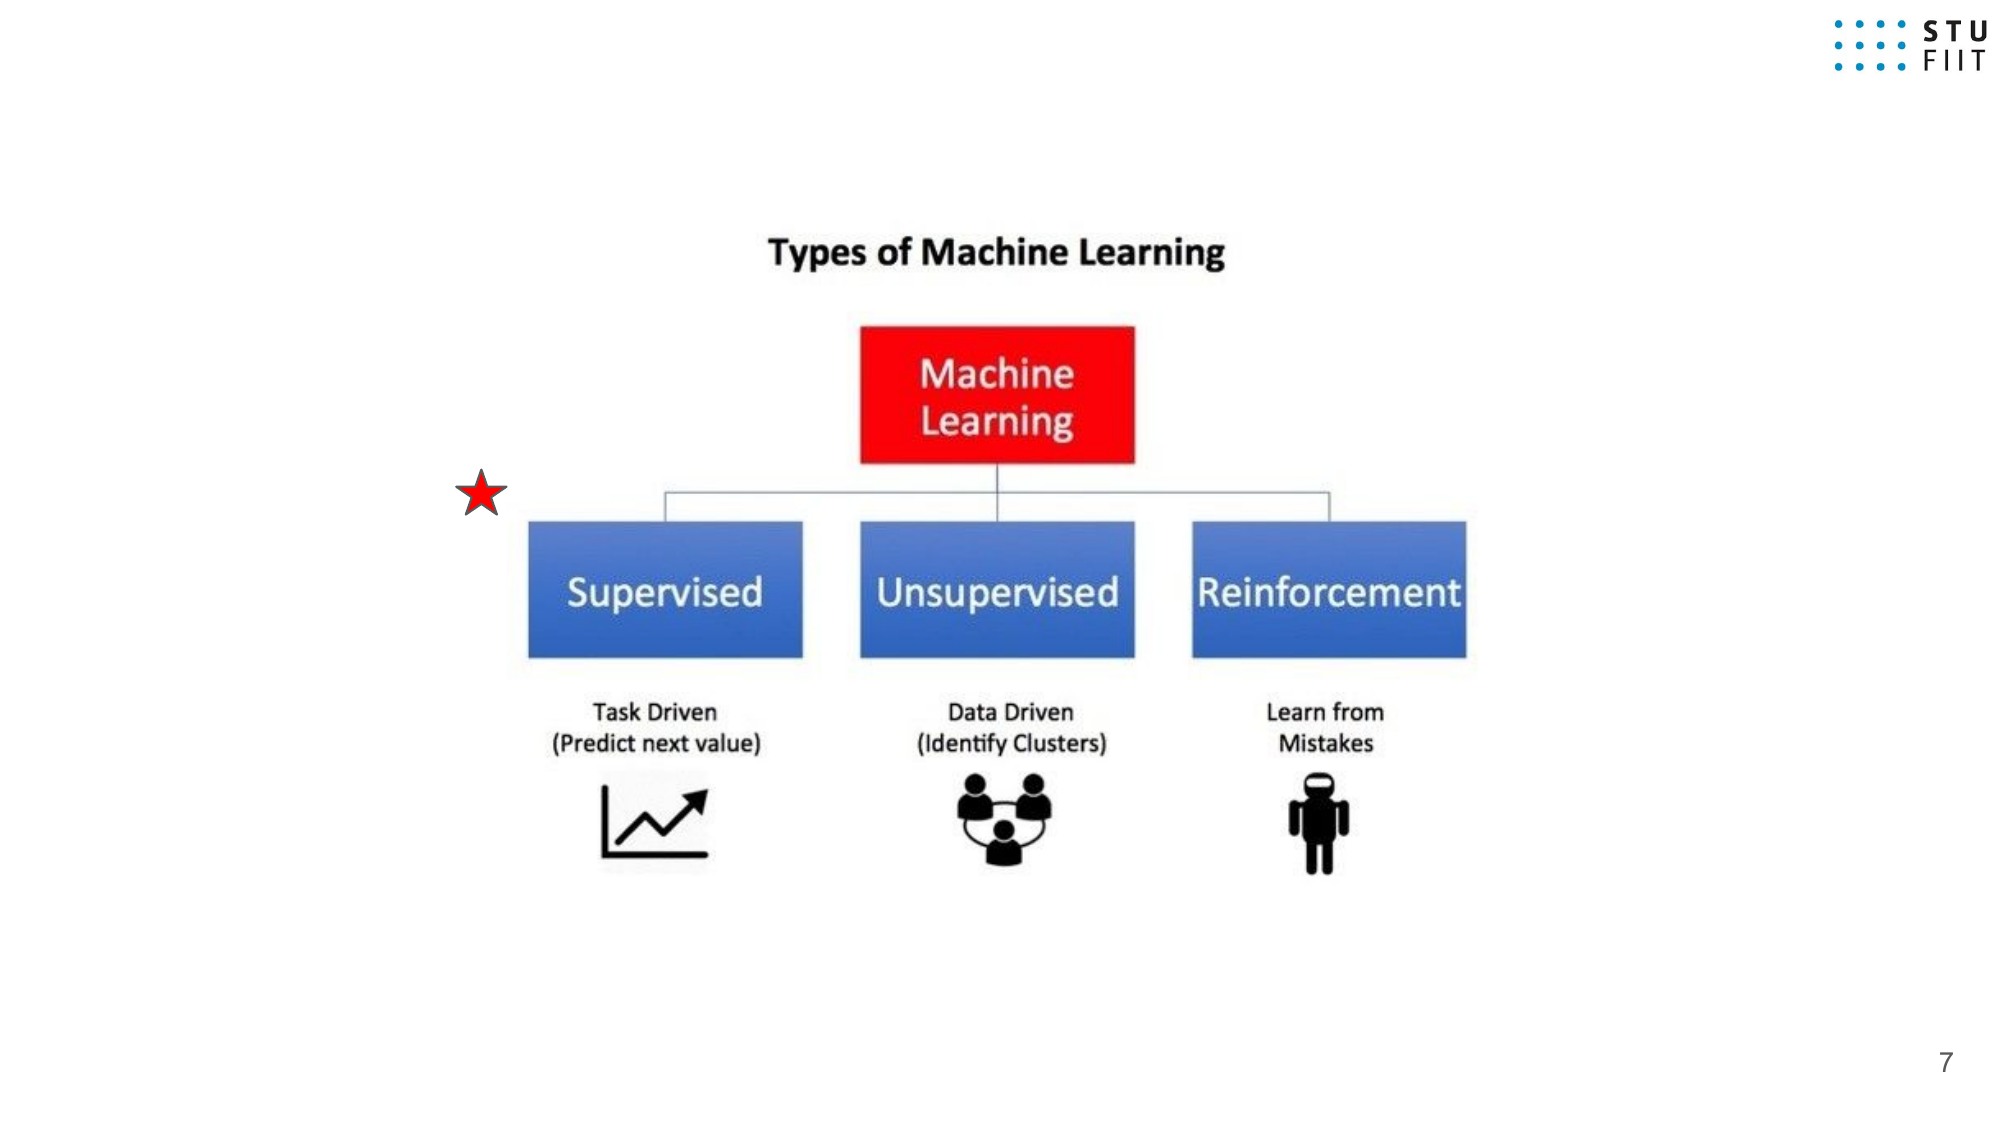 STU
FIIT
Types of Machine Learning
Machine
Learning
Supervised
Unsupervised
Reinforcement
Task Driven
(Predict next value)
Data Driven
(Identify Clusters)
Learn from
Mistakes
7